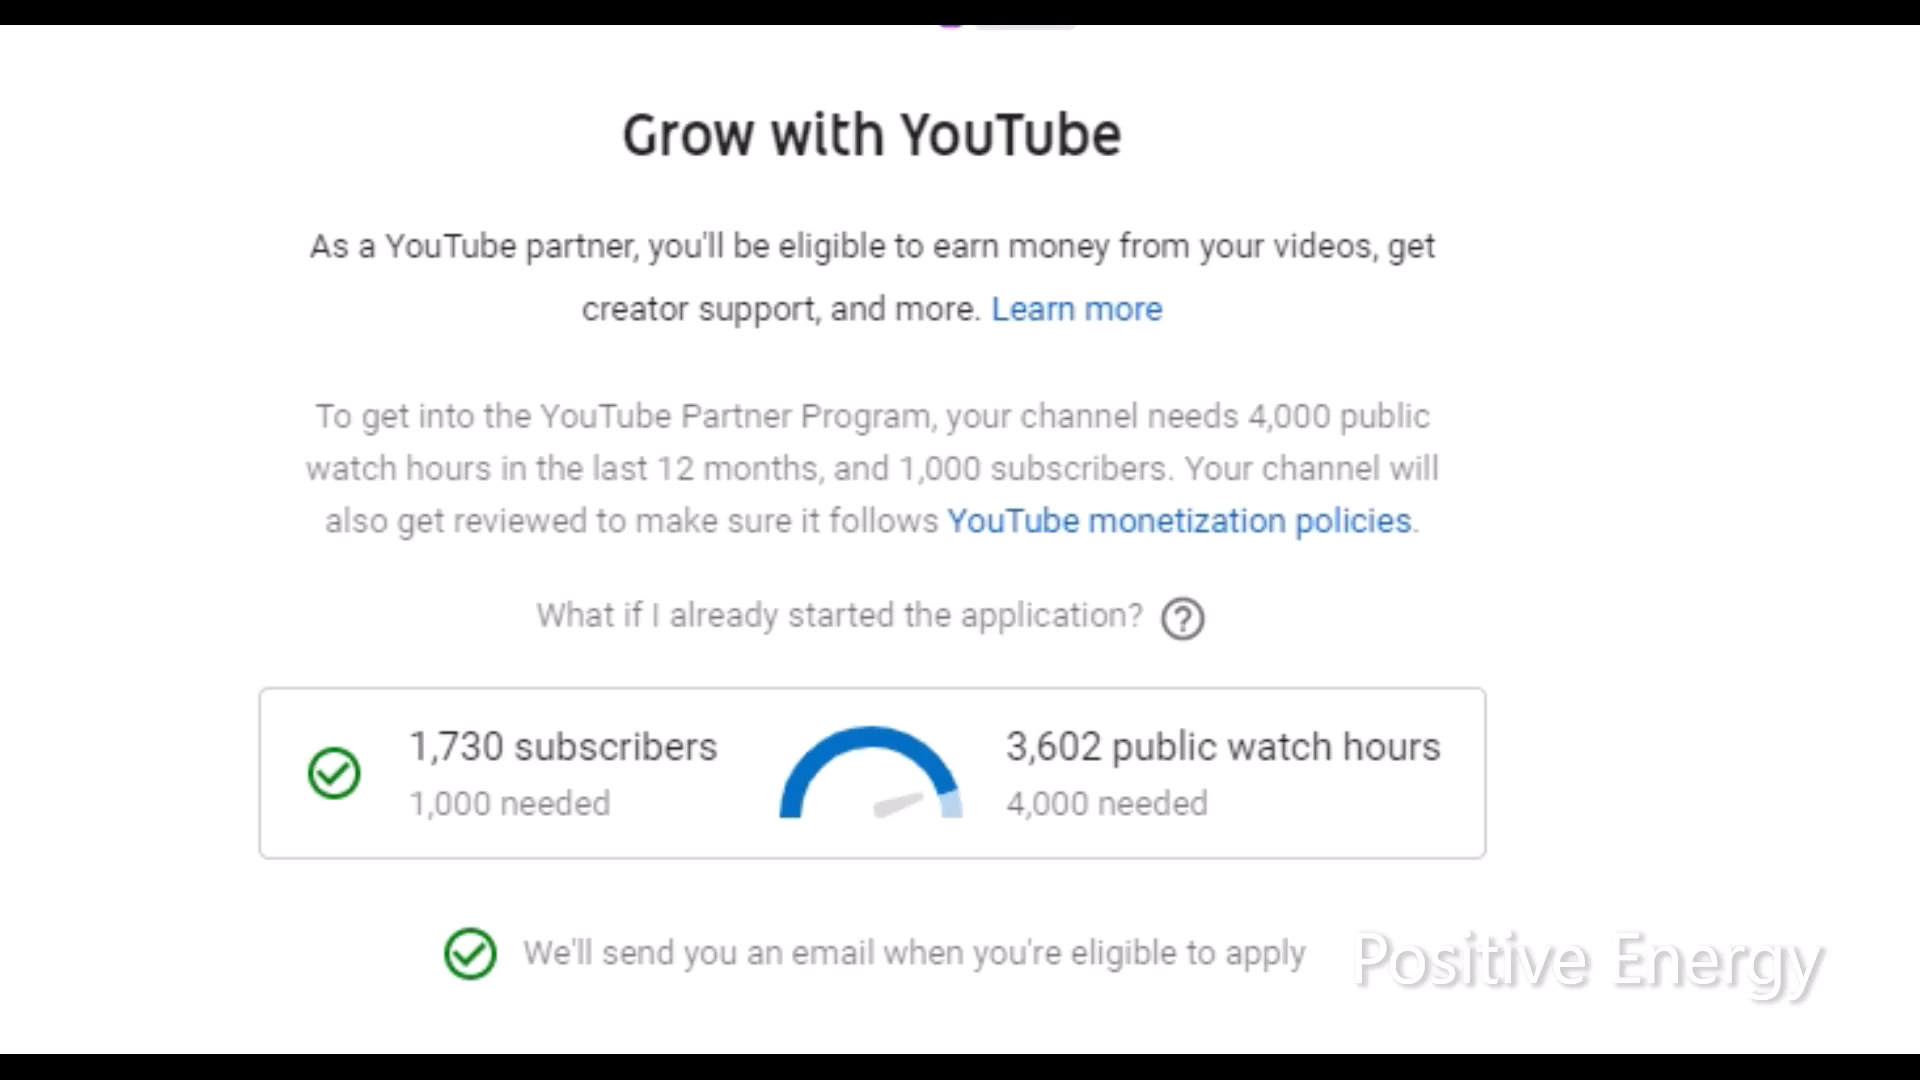 Grow with YouTube
As a YouTube partner, you'll be eligible to earn money from your videos, get
creator support, and more. Learn more
To get into the YouTube Partner Program, your channel needs 4,000 public
watch hours in the last 12 months, and 1,000 subscribers. Your channel will
also get reviewed to make sure it follows YouTube monetization policies.
What if I already started the application? ?
1,730 subscribers
1,000 needed
3,602 public watch hours
4,000 needed
We'll send you an email when you're eligible to apply
Positive Energy